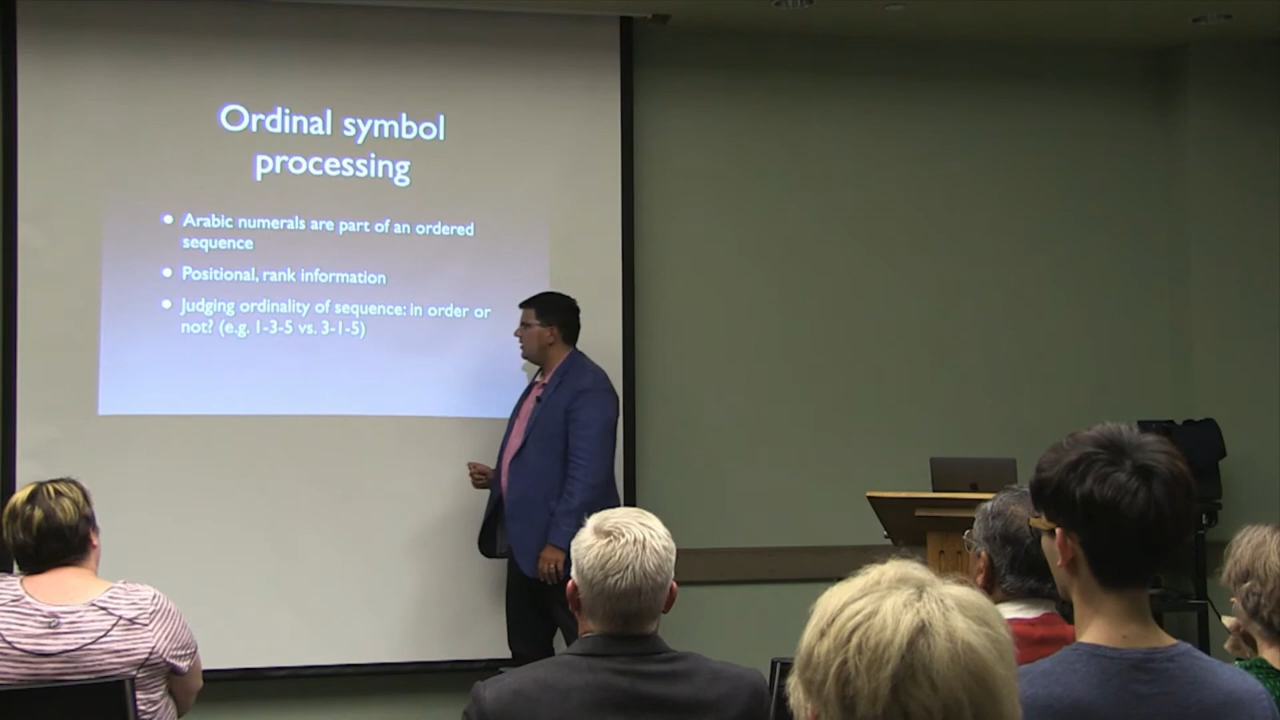 Ordinal symbol
processing
• Arabic numerals are part of an ordered
sequence
• Positional, rank information
• Judging ordinality of sequence: in order or
not? (e.g. 1-3-5 vs. 3-1-5)